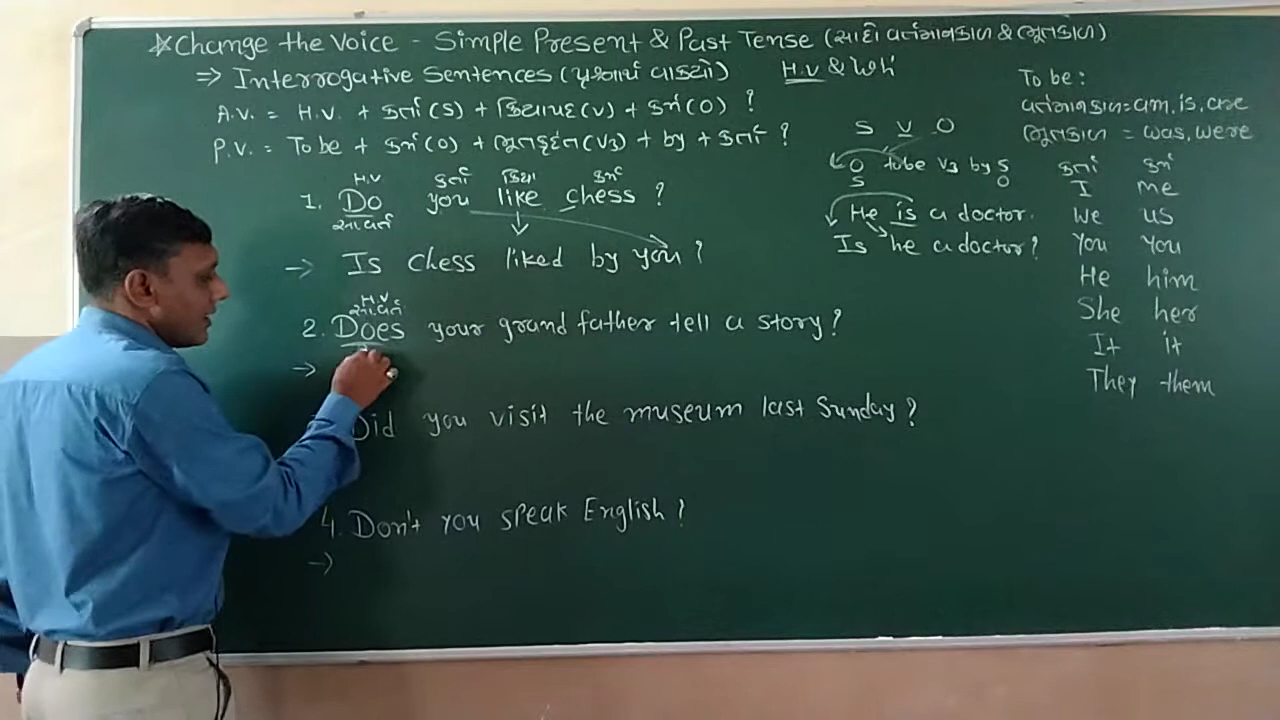 Change the Voice - Simple Present & Past Tense (સાદો વર્તમાનકાળ & ભૂતકાળ)
⇒ Interrogative Sentences (પ્રશ્નાર્થ વાક્યો) H.V & Wh
A.V. = H.V. + કર્તા (S) + ક્રિયાપદ (V) + કર્મ (O) ?
P.V. = To be + કર્મ (O) + ભૂતકૃદંત (V3) + by + કર્તા ?
H.V કર્તા ક્રિયા કર્મ
1. Do you like chess ?
સા.વર્ત
→ Is chess liked by you ?
H.V
સા.વર્ત
2. Does your grand father tell a story ?
→
Did you visit the museum last Sunday ?
4. Don't you speak English ?
→
S V O
O to be V3 by S
S O
He is a doctor.
Is he a doctor?
To be :
વર્તમાનકાળ = am, is, are
ભૂતકાળ = was, were
કર્તા કર્મ
I me
We us
You You
He him
She her
It it
They them